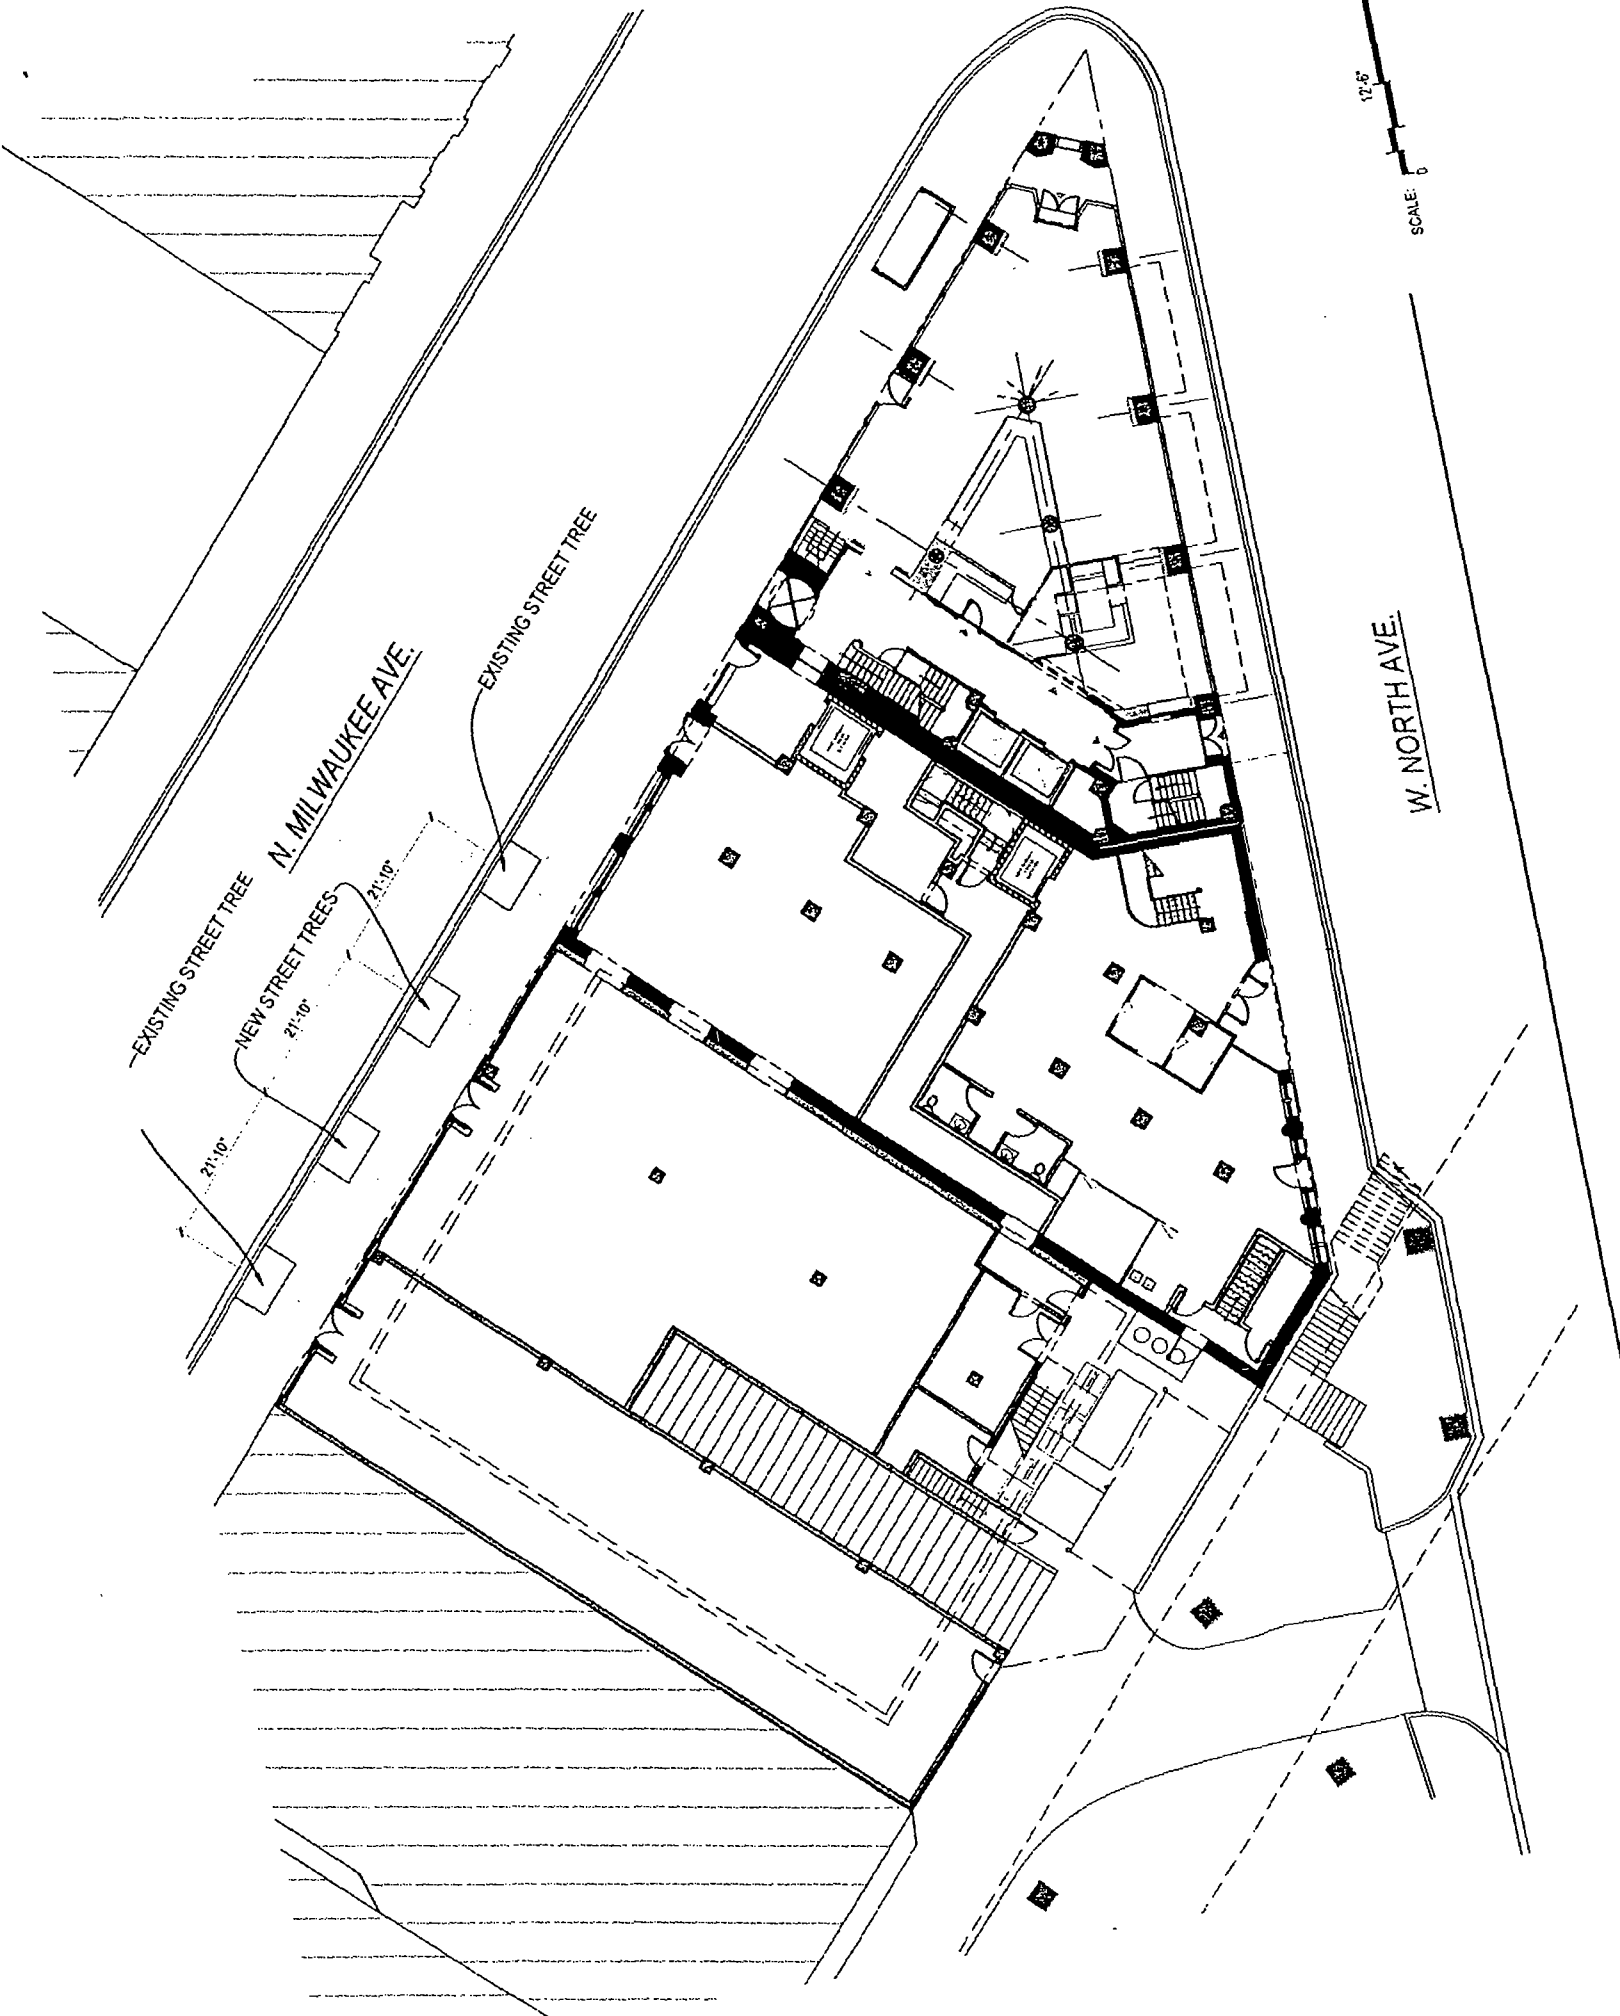 12'-6"
SCALE: 0
EXISTING STREET TREE
N. MILWAUKEE AVE.
EXISTING STREET TREE
NEW STREET TREES
21'-10"
21'-10"
21'-10"
W. NORTH AVE.